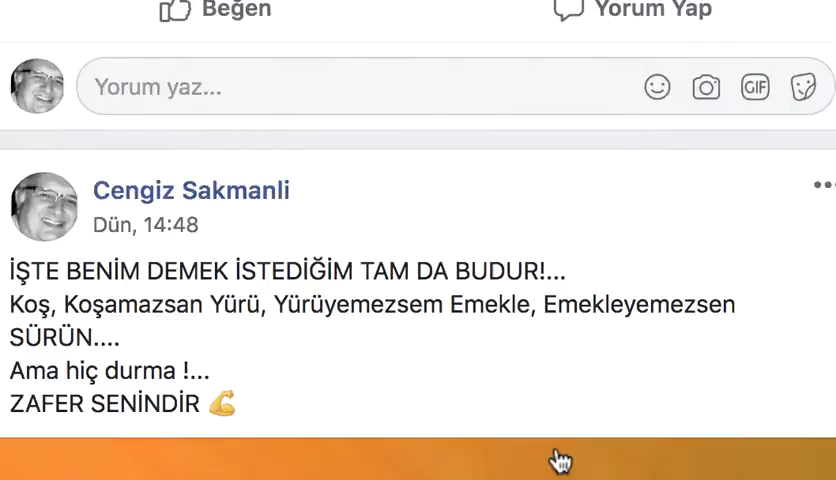 Beğen
Yorum Yap
Yorum yaz...
GIF
Cengiz Sakmanli
Dün, 14:48
İŞTE BENİM DEMEK İSTEDİĞİM TAM DA BUDUR!...
Koş, Koşamazsan Yürü, Yürüyemezsem Emekle, Emekleyemezsen
SÜRÜN....
Ama hiç durma !...
ZAFER SENİNDİR 💪